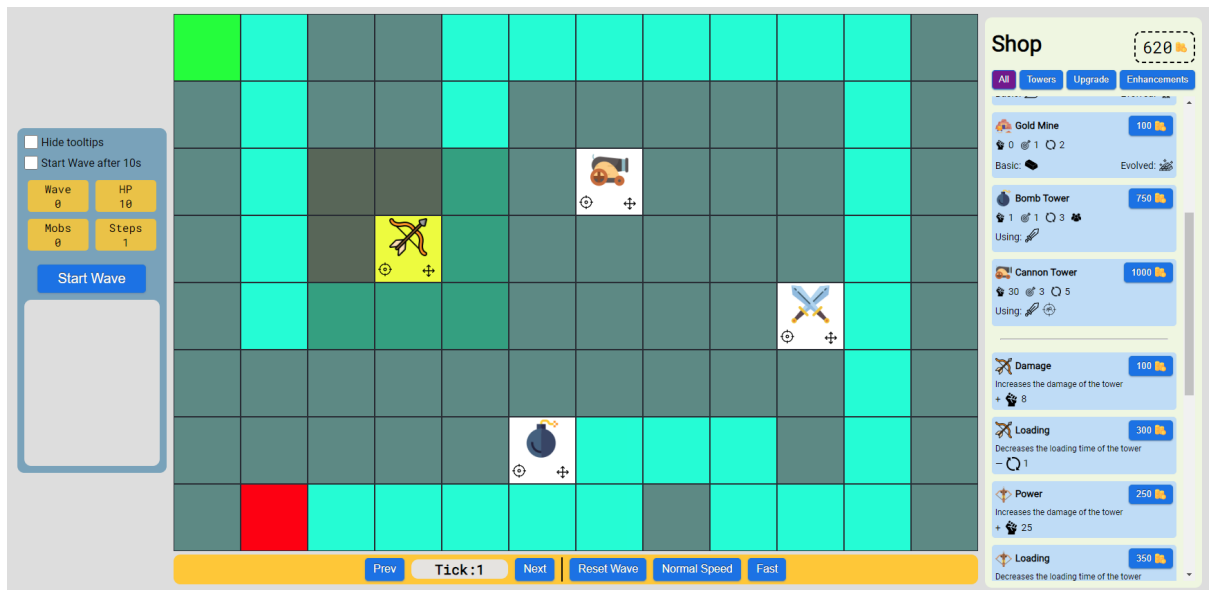 Shop
620
All
Towers
Upgrade
Enhancements
Gold Mine
100
0 1 2
Basic:
Evolved:
Bomb Tower
750
1 1 3
Using:
Cannon Tower
1000
30 3 5
Using:
Damage
100
Increases the damage of the tower
+ 8
Loading
300
Decreases the loading time of the tower
- 1
Power
250
Increases the damage of the tower
+ 25
Loading
350
Decreases the loading time of the tower
Hide tooltips
Start Wave after 10s
Wave
0
HP
10
Mobs
0
Steps
1
Start Wave
Prev
Tick:1
Next
Reset Wave
Normal Speed
Fast